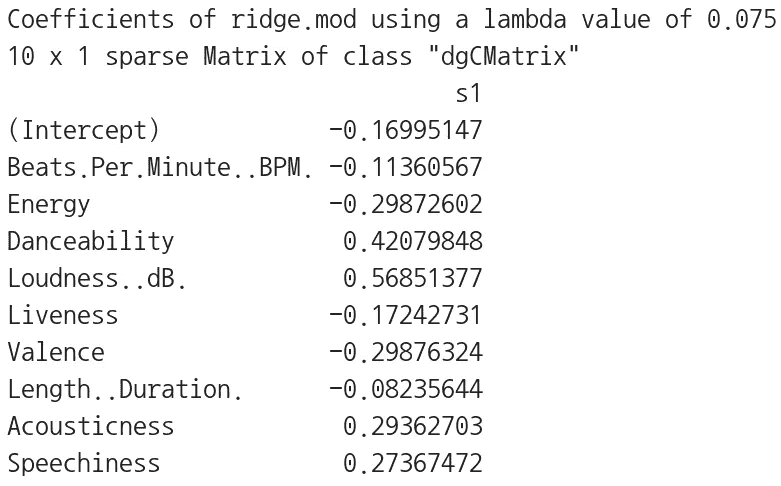 Coefficients of ridge.mod using a lambda value of 0.075
10 x 1 sparse Matrix of class "dgCMatrix"
s1
(Intercept) -0.16995147
Beats.Per.Minute..BPM. -0.11360567
Energy -0.29872602
Danceability 0.42079848
Loudness..dB. 0.56851377
Liveness -0.17242731
Valence -0.29876324
Length..Duration. -0.08235644
Acousticness 0.29362703
Speechiness 0.27367472